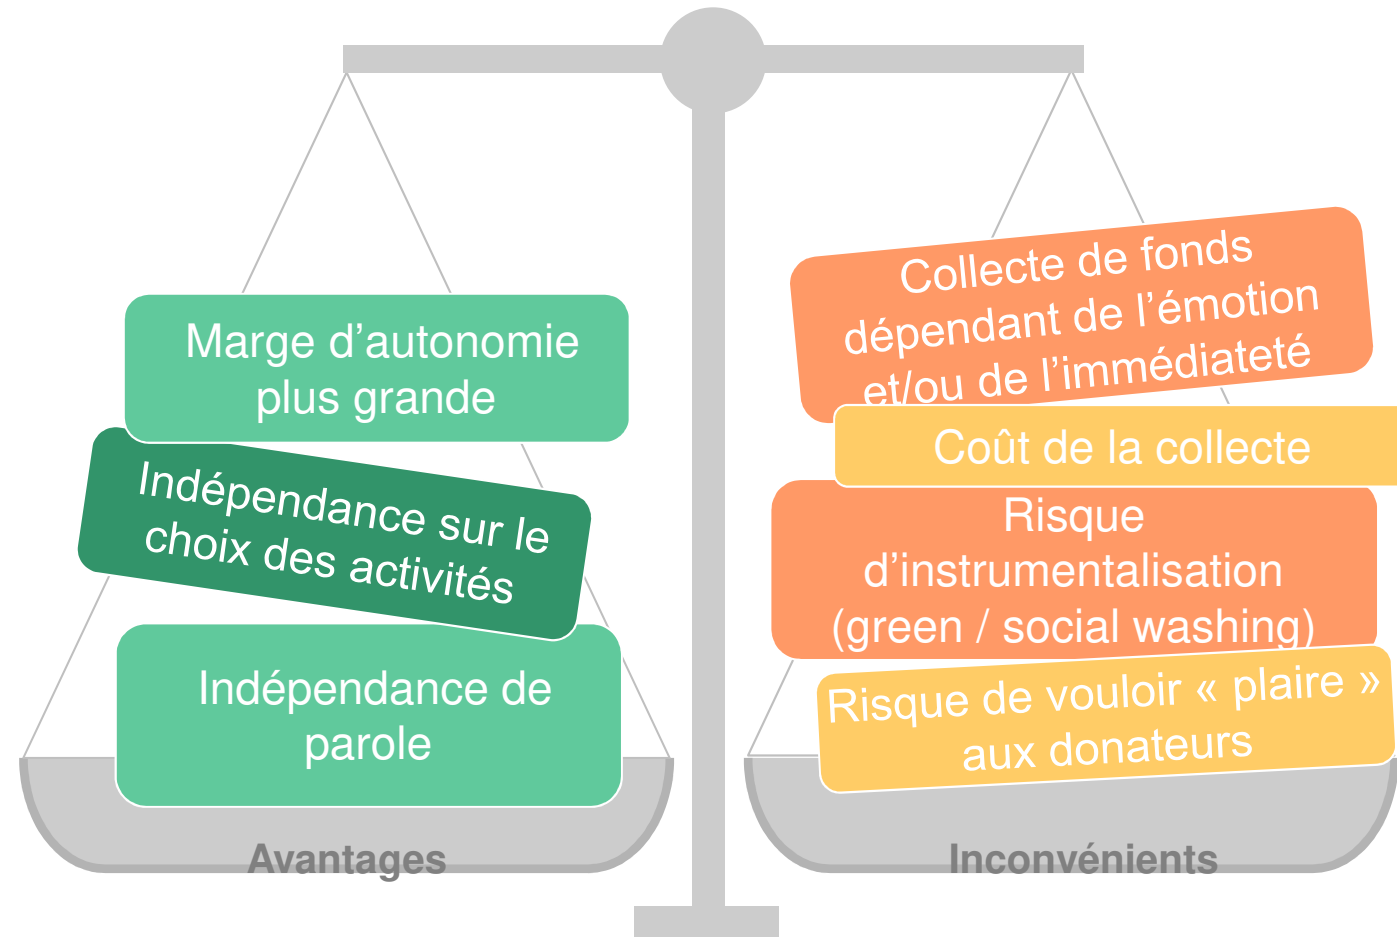 Marge d’autonomie
plus grande
Indépendance sur le
choix des activités
Indépendance de
parole
Avantages
Collecte de fonds
dépendant de l’émotion
et/ou de l’immédiateté
Coût de la collecte
Risque
d’instrumentalisation
(green / social washing)
Risque de vouloir « plaire »
aux donateurs
Inconvénients